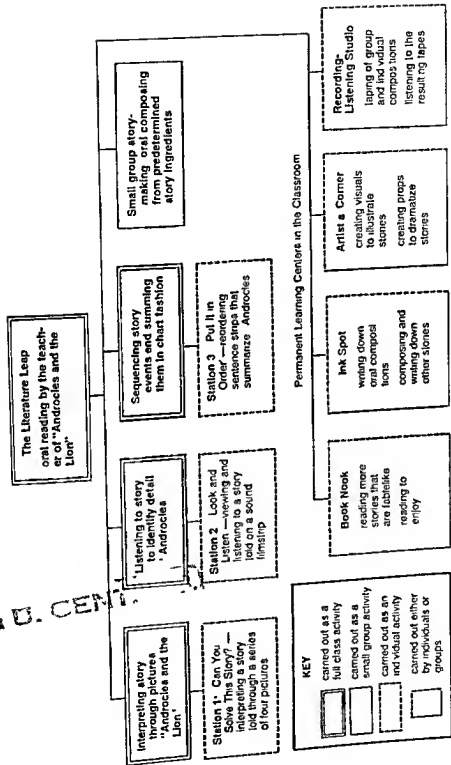 The Literature Leap
oral reading by the teach-
er of "Androcles and the
Lion"
Interpreting story
through pictures
"Androcles and the
Lion'
'Listening to story
to identify detail
'Androclea
Sequencing story
events end summing
them in chart fashion
Small group story-
making oral composing
from predetermined
story ingredients
Station 1' Can You
Solve This Story? —
interpreting a story
told through a series
of four pictures
Station 2 Look and
Listen —viewing and
listening to a story
told on a sound
filmstrip
Station 3 Put It in
Order' —reordering
sentence strips that
summarize Androcles
Permanent Learning Centers in the Classroom
Book Nook
reading more
stories that
are fablelike
reading to
enjoy
Ink Spot
writing down
oral composi
tions
composing and
writing down
other stories
Artist a Corner
creating visuals
to illustrate
stories
creating props
to dramatize
stories
Recording-
Listening Studio
taping of group
and individual
compositions
listening to the
resulting tapes
KEY
carried out as a
full class activity
carried out as a
small group activity
carried out as an
individual activity
carried out either
by individuals or
groups